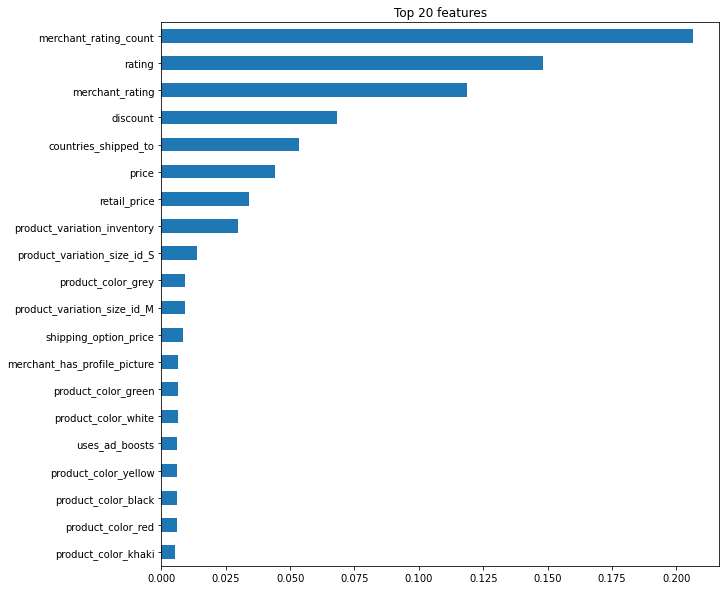 Top 20 features
merchant_rating_count
rating
merchant_rating
discount
countries_shipped_to
price
retail_price
product_variation_inventory
product_variation_size_id_S
product_color_grey
product_variation_size_id_M
shipping_option_price
merchant_has_profile_picture
product_color_green
product_color_white
uses_ad_boosts
product_color_yellow
product_color_black
product_color_red
product_color_khaki
0.000 0.025 0.050 0.075 0.100 0.125 0.150 0.175 0.200